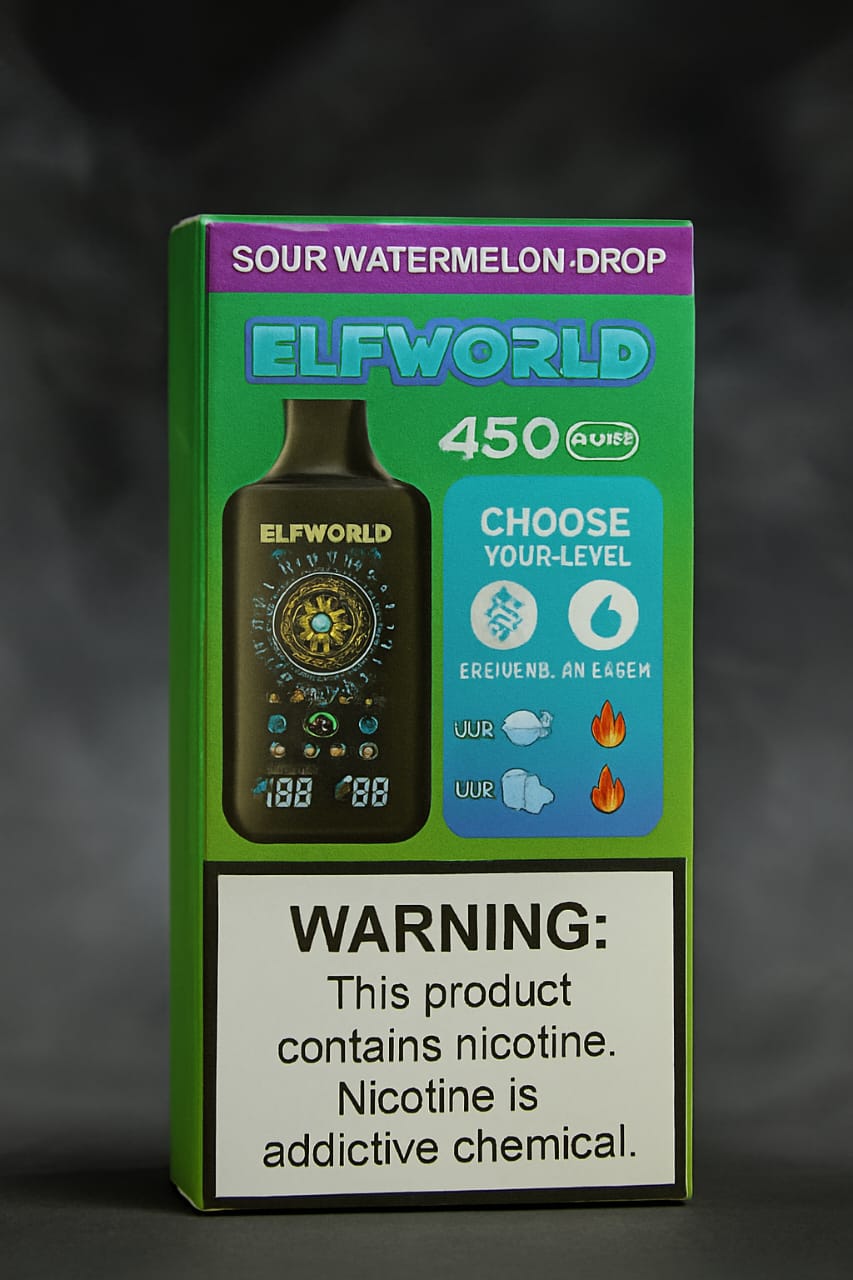 SOUR WATERMELON·DROP
ELFWORLD
450
ELFWORLD
188 88
CHOOSE
YOUR-LEVEL
EREIVENB. AN EAGEM
UUR
UUR
WARNING:
This product
contains nicotine.
Nicotine is
addictive chemical.